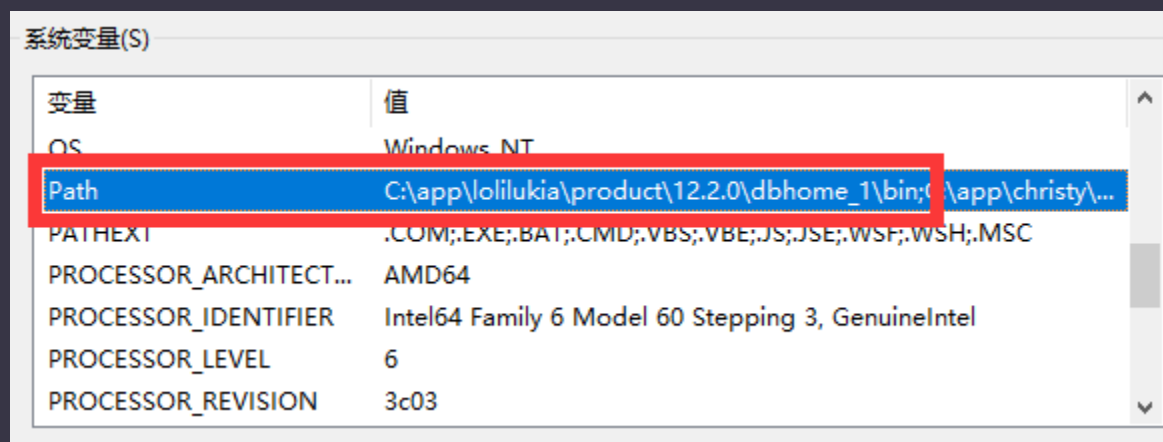 系统变量(S)
变量 值
OS Windows_NT
Path C:\app\lolilukia\product\12.2.0\dbhome_1\bin;C:\app\christy\...
PATHEXT .COM;.EXE;.BAT;.CMD;.VBS;.VBE;.JS;.JSE;.WSF;.WSH;.MSC
PROCESSOR_ARCHITECT... AMD64
PROCESSOR_IDENTIFIER Intel64 Family 6 Model 60 Stepping 3, GenuineIntel
PROCESSOR_LEVEL 6
PROCESSOR_REVISION 3c03